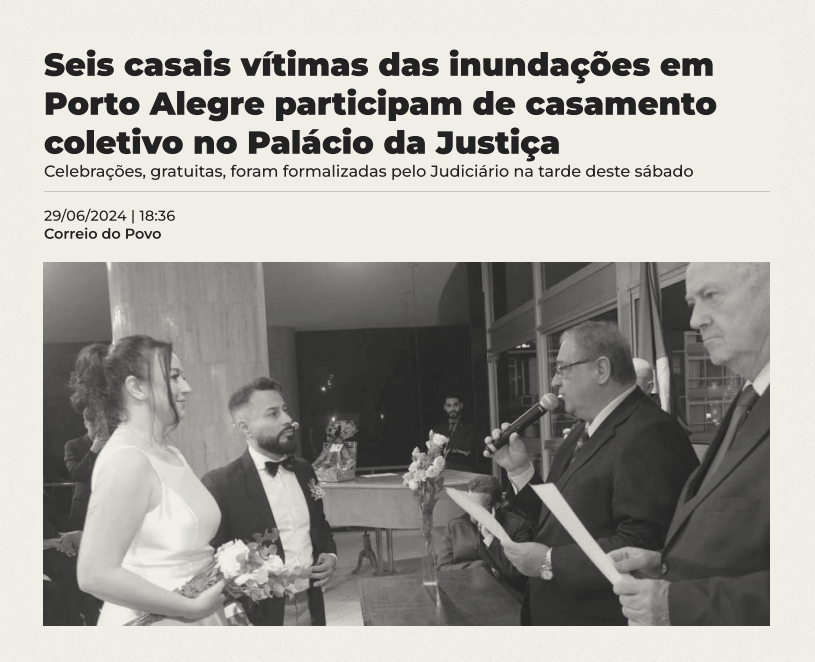 Seis casais vítimas das inundações em
Porto Alegre participam de casamento
coletivo no Palácio da Justiça
Celebrações, gratuitas, foram formalizadas pelo Judiciário na tarde deste sábado
29/06/2024 | 18:36
Correio do Povo